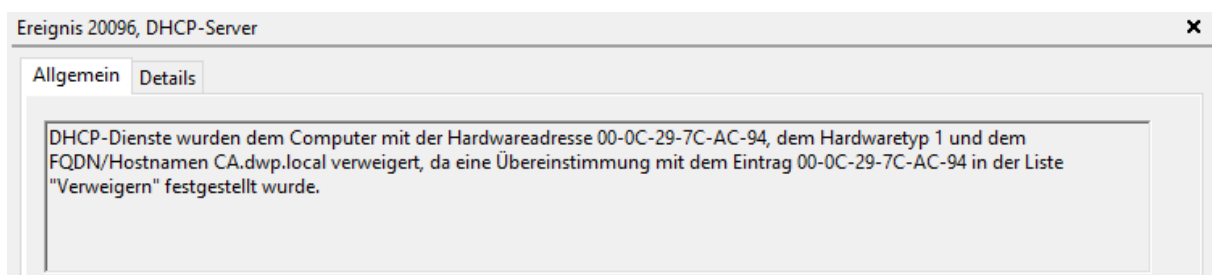 Ereignis 20096, DHCP-Server
Allgemein Details
DHCP-Dienste wurden dem Computer mit der Hardwareadresse 00-0C-29-7C-AC-94, dem Hardwaretyp 1 und dem
FQDN/Hostnamen CA.dwp.local verweigert, da eine Übereinstimmung mit dem Eintrag 00-0C-29-7C-AC-94 in der Liste
"Verweigern" festgestellt wurde.